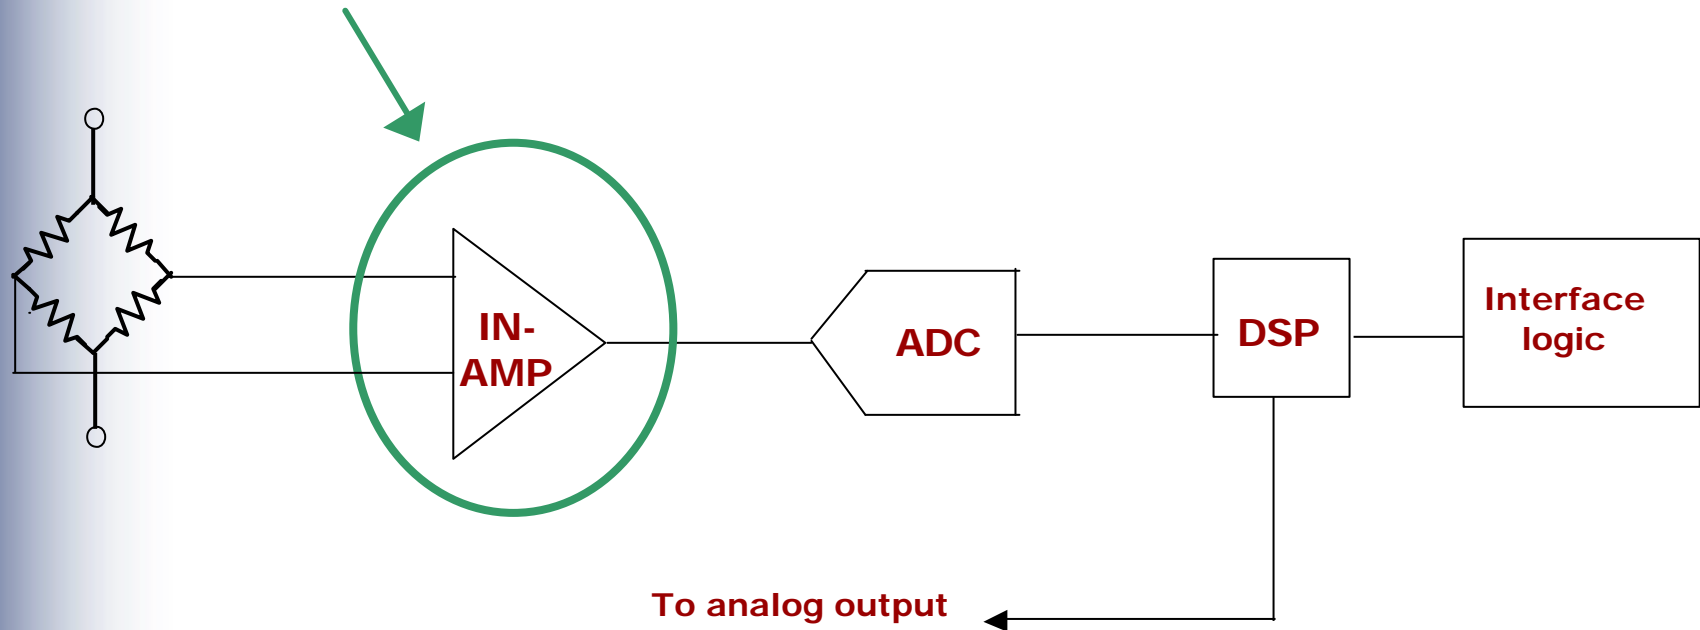 IN-
AMP
ADC
DSP
Interface
logic
To analog output